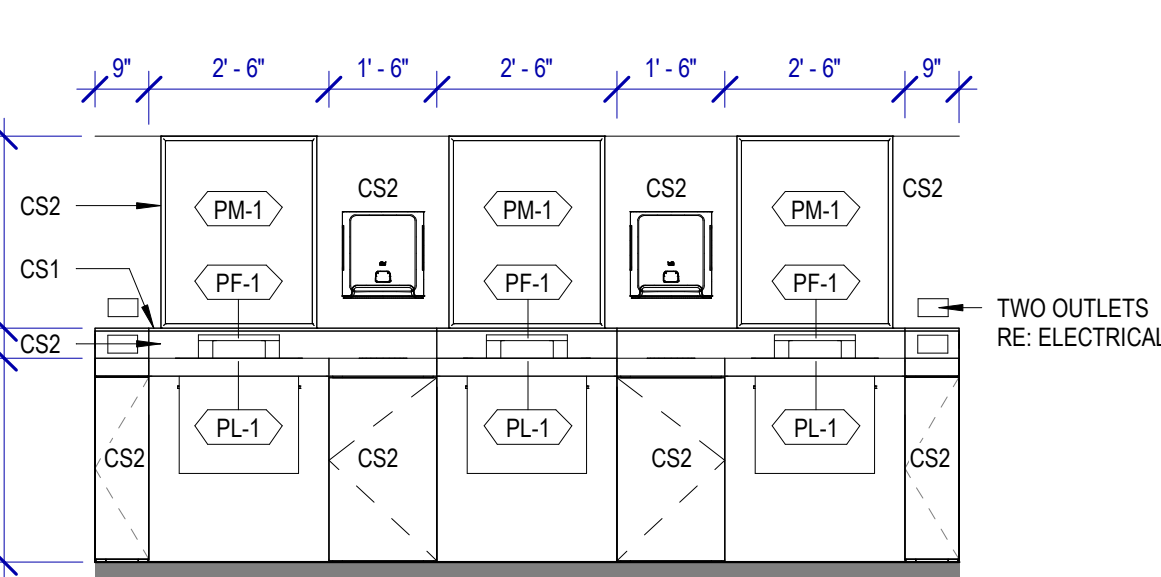 9" 2' - 6" 1' - 6" 2' - 6" 1' - 6" 2' - 6" 9"
CS2 CS2 CS2
CS2 PM-1 PM-1 PM-1
CS1 PF-1 PF-1 PF-1
TWO OUTLETS
CS2 RE: ELECTRICAL
PL-1 PL-1 PL-1
CS2 CS2 CS2 CS2